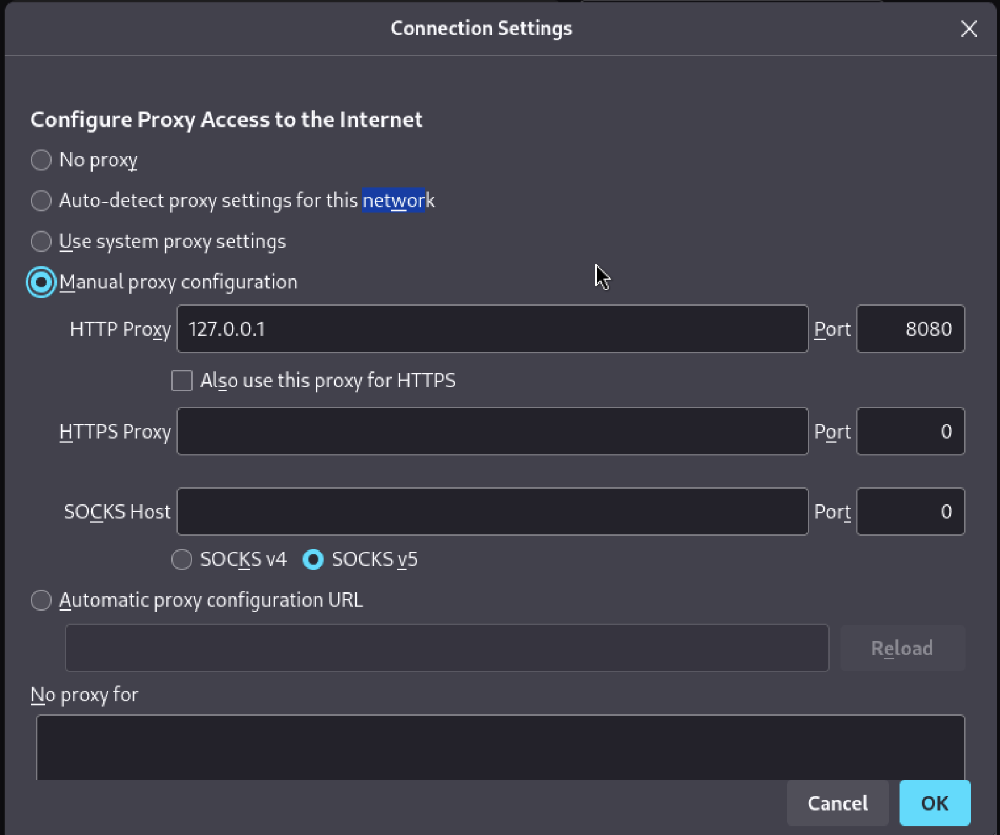 Connection Settings
Configure Proxy Access to the Internet
No proxy
Auto-detect proxy settings for this network
Use system proxy settings
Manual proxy configuration
HTTP Proxy 127.0.0.1 Port 8080
Also use this proxy for HTTPS
HTTPS Proxy Port 0
SOCKS Host Port 0
SOCKS v4 SOCKS v5
Automatic proxy configuration URL
Reload
No proxy for
Cancel OK